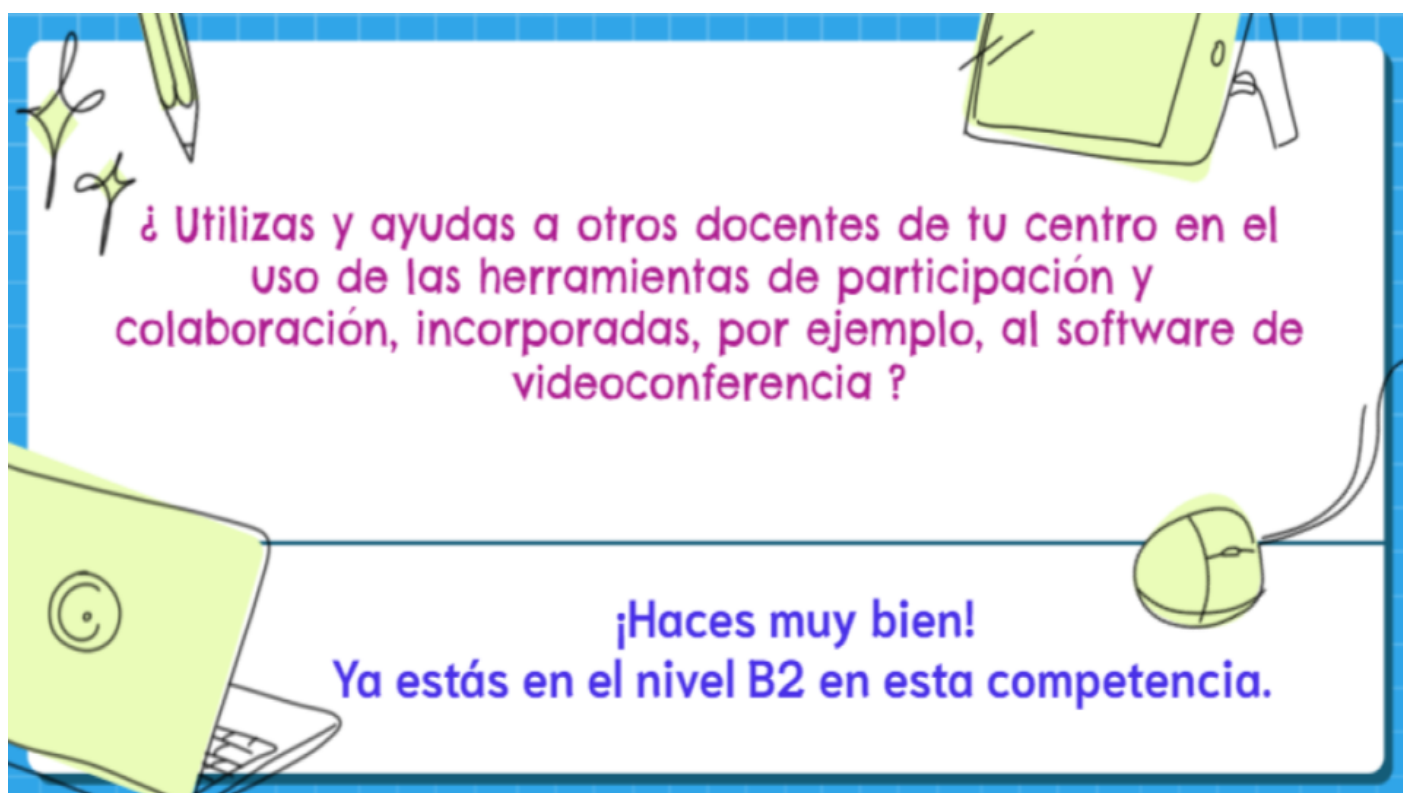 ¿ Utilizas y ayudas a otros docentes de tu centro en el
uso de las herramientas de participación y
colaboración, incorporadas, por ejemplo, al software de
videoconferencia ?
¡Haces muy bien!
Ya estás en el nivel B2 en esta competencia.